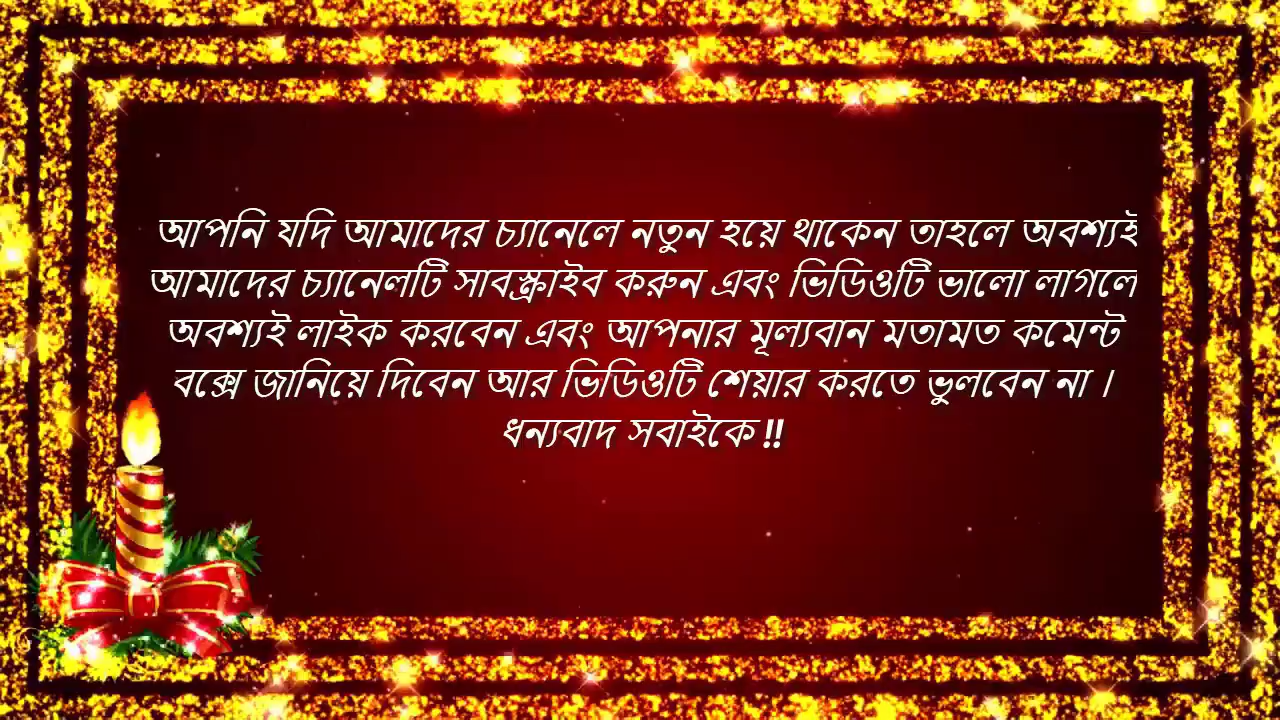 আপনি যদি আমাদের চ্যানেলে নতুন হয়ে থাকেন তাহলে অবশ্যই
আমাদের চ্যানেলটি সাবস্ক্রাইব করুন এবং ভিডিওটি ভালো লাগলে
অবশ্যই লাইক করবেন এবং আপনার মূল্যবান মতামত কমেন্ট
বক্সে জানিয়ে দিবেন আর ভিডিওটি শেয়ার করতে ভুলবেন না ।
ধন্যবাদ সবাইকে !!